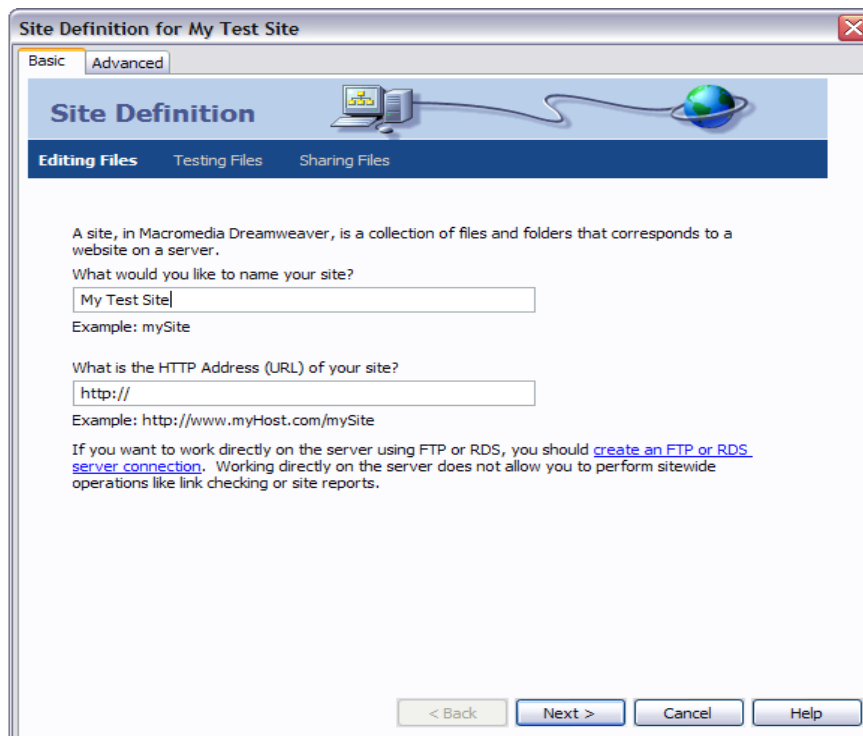 Site Definition for My Test Site
Basic
Advanced
Site Definition
Editing Files Testing Files Sharing Files
A site, in Macromedia Dreamweaver, is a collection of files and folders that corresponds to a
website on a server.
What would you like to name your site?
My Test Site
Example: mySite
What is the HTTP Address (URL) of your site?
http://
Example: http://www.myHost.com/mySite
If you want to work directly on the server using FTP or RDS, you should create an FTP or RDS
server connection. Working directly on the server does not allow you to perform sitewide
operations like link checking or site reports.
< Back Next > Cancel Help